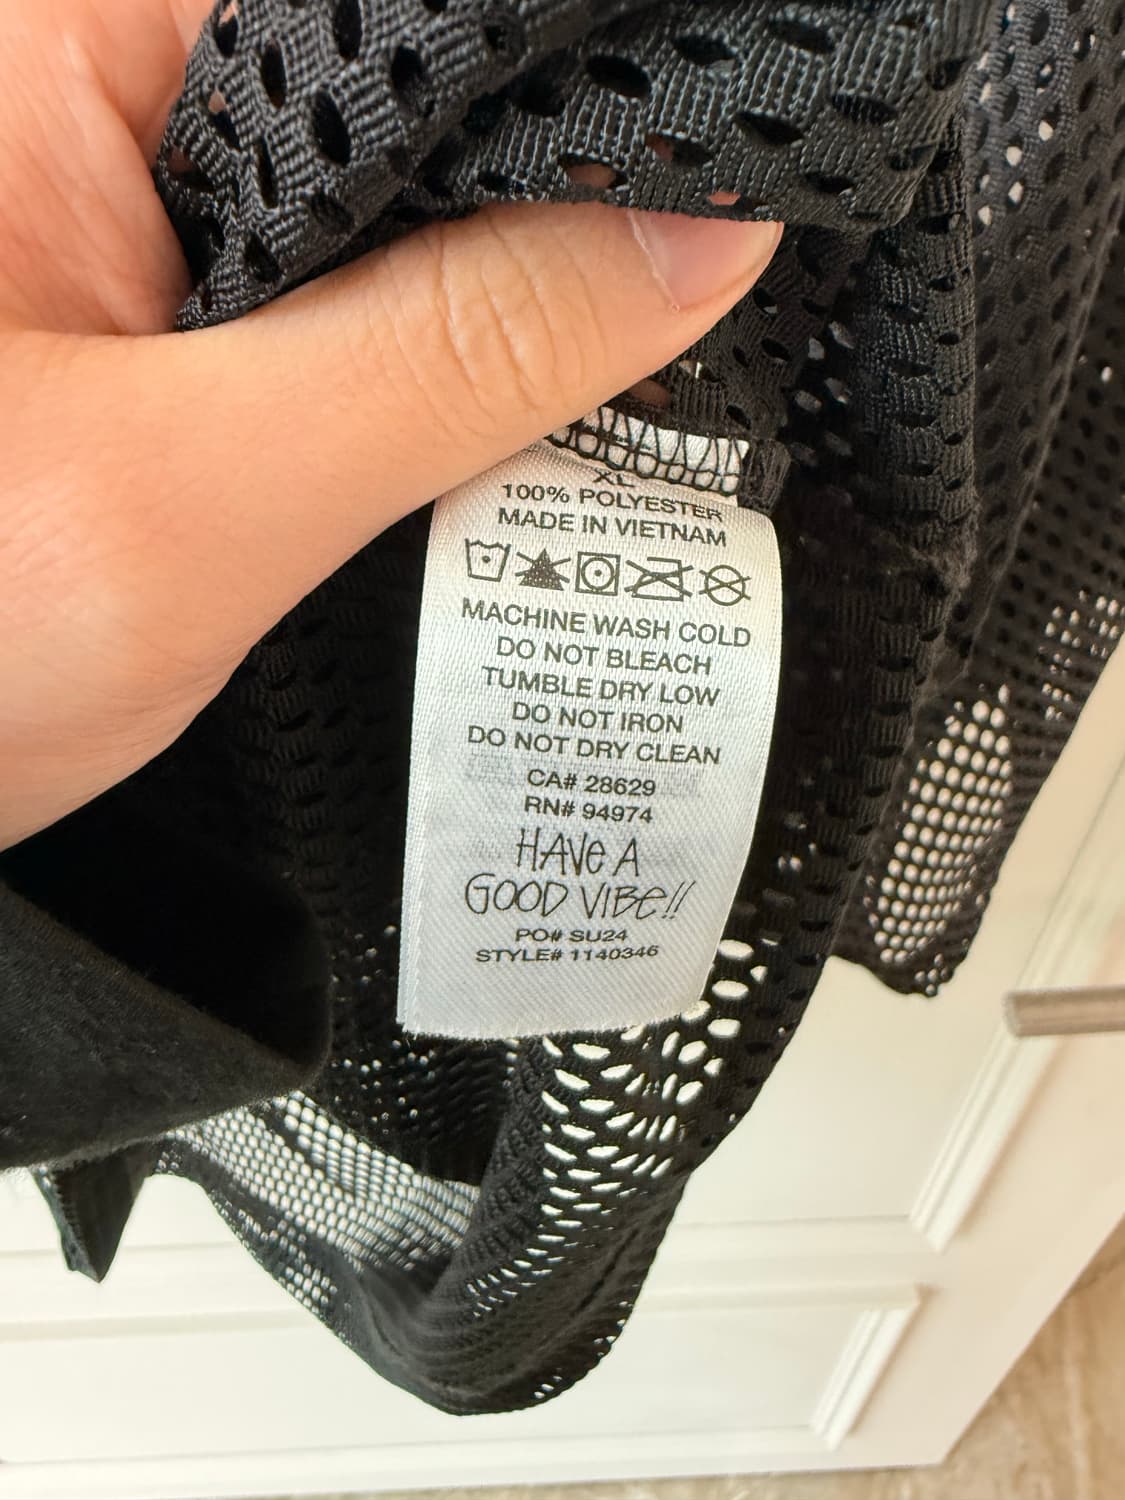 XL
100% POLYESTER
MADE IN VIETNAM
MACHINE WASH COLD
DO NOT BLEACH
TUMBLE DRY LOW
DO NOT IRON
DO NOT DRY CLEAN
CA# 28629
RN# 94974
HAVE A
GOOD VIBE!!
PO# SU24
STYLE# 1140346